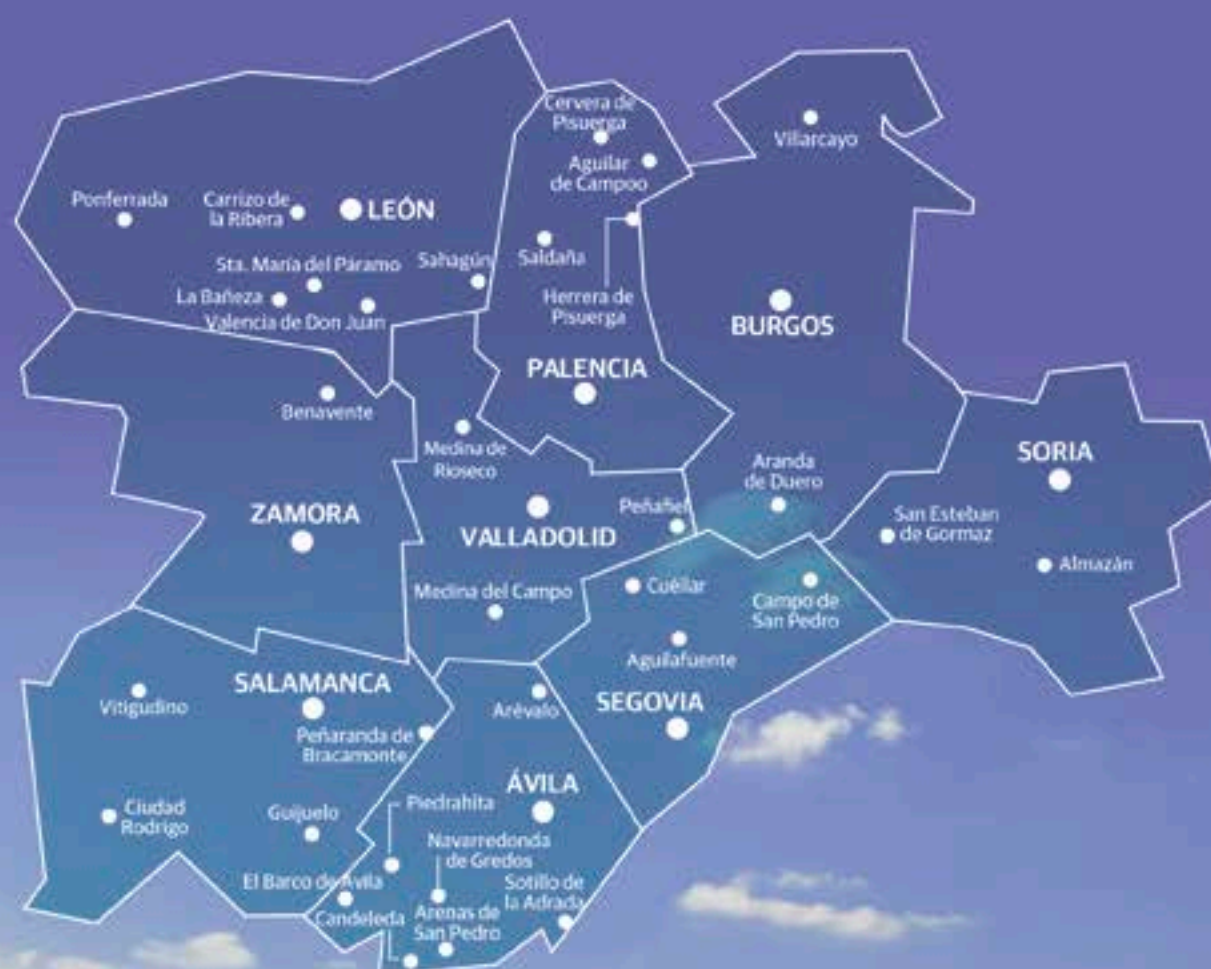 Cervera de
Pisuerga
Villarcayo
Aguilar
de Campoo
Ponferrada
Carrizo de
la Ribera
LEÓN
Sta. María del Páramo
Sahagún
Saldaña
La Bañeza
Valencia de Don Juan
Herrera de
Pisuerga
BURGOS
PALENCIA
Benavente
Medina de
Rioseco
Aranda
de Duero
SORIA
ZAMORA
VALLADOLID
Peñafiel
San Esteban
de Gormaz
Almazán
Medina del Campo
Cuéllar
Campo de
San Pedro
Aguilafuente
SALAMANCA
Vitigudino
Arévalo
SEGOVIA
Peñaranda de
Bracamonte
ÁVILA
Piedrahita
Ciudad
Rodrigo
Guijuelo
Navarredonda
de Gredos
El Barco de Ávila
Sotillo de
la Adrada
Candeleda
Arenas de
San Pedro